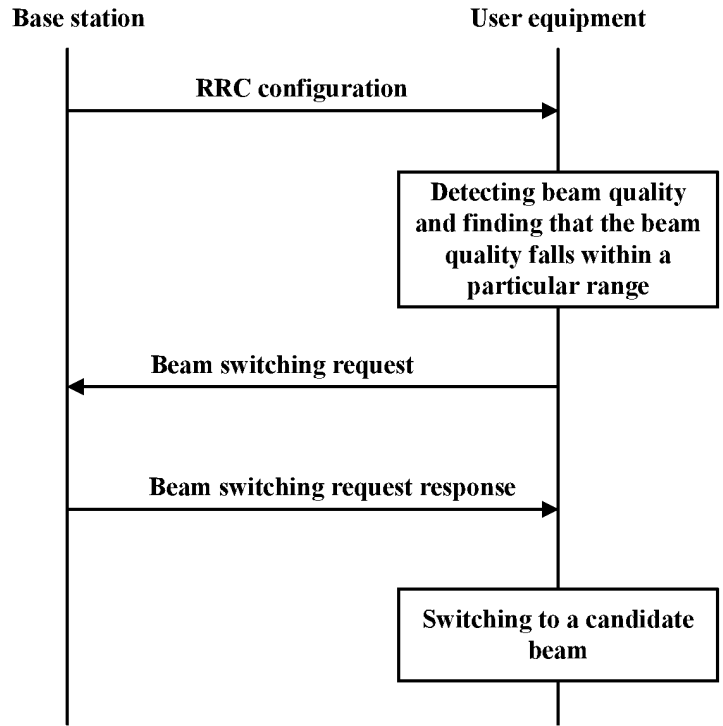 Base station
User equipment
RRC configuration
Detecting beam quality
and finding that the beam
quality falls within a
particular range
Beam switching request
Beam switching request response
Switching to a candidate
beam